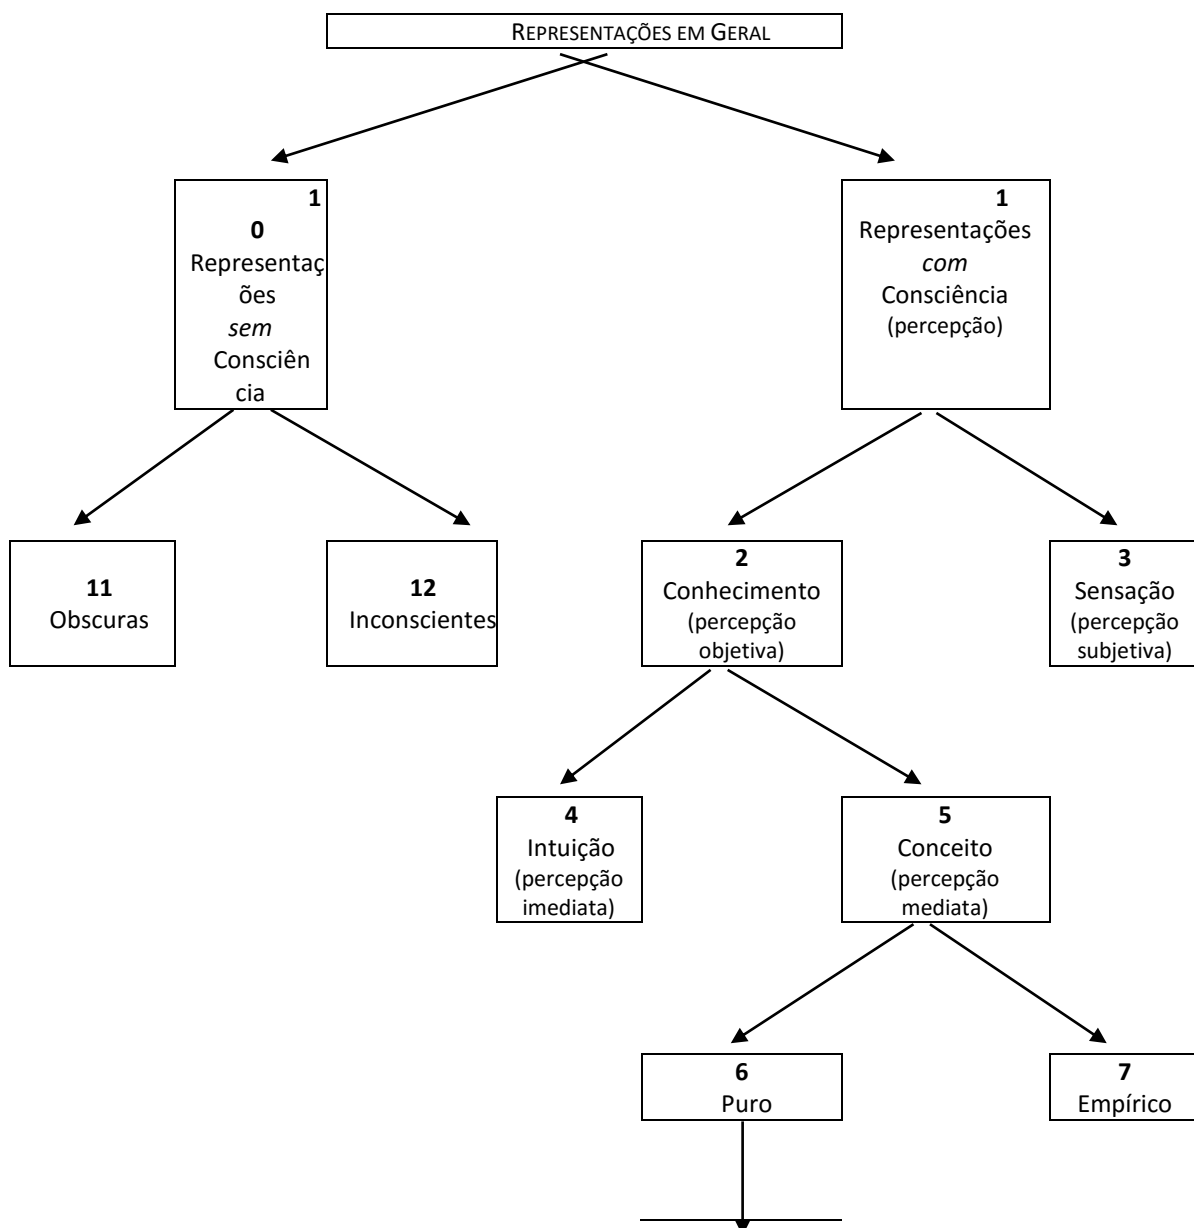 REPRESENTAÇÕES EM GERAL
1
0
Representaç
ões
sem
Consciên
cia
1
Representações
com
Consciência
(percepção)
11
Obscuras
12
Inconscientes
2
Conhecimento
(percepção
objetiva)
3
Sensação
(percepção
subjetiva)
4
Intuição
(percepção
imediata)
5
Conceito
(percepção
mediata)
6
Puro
7
Empírico